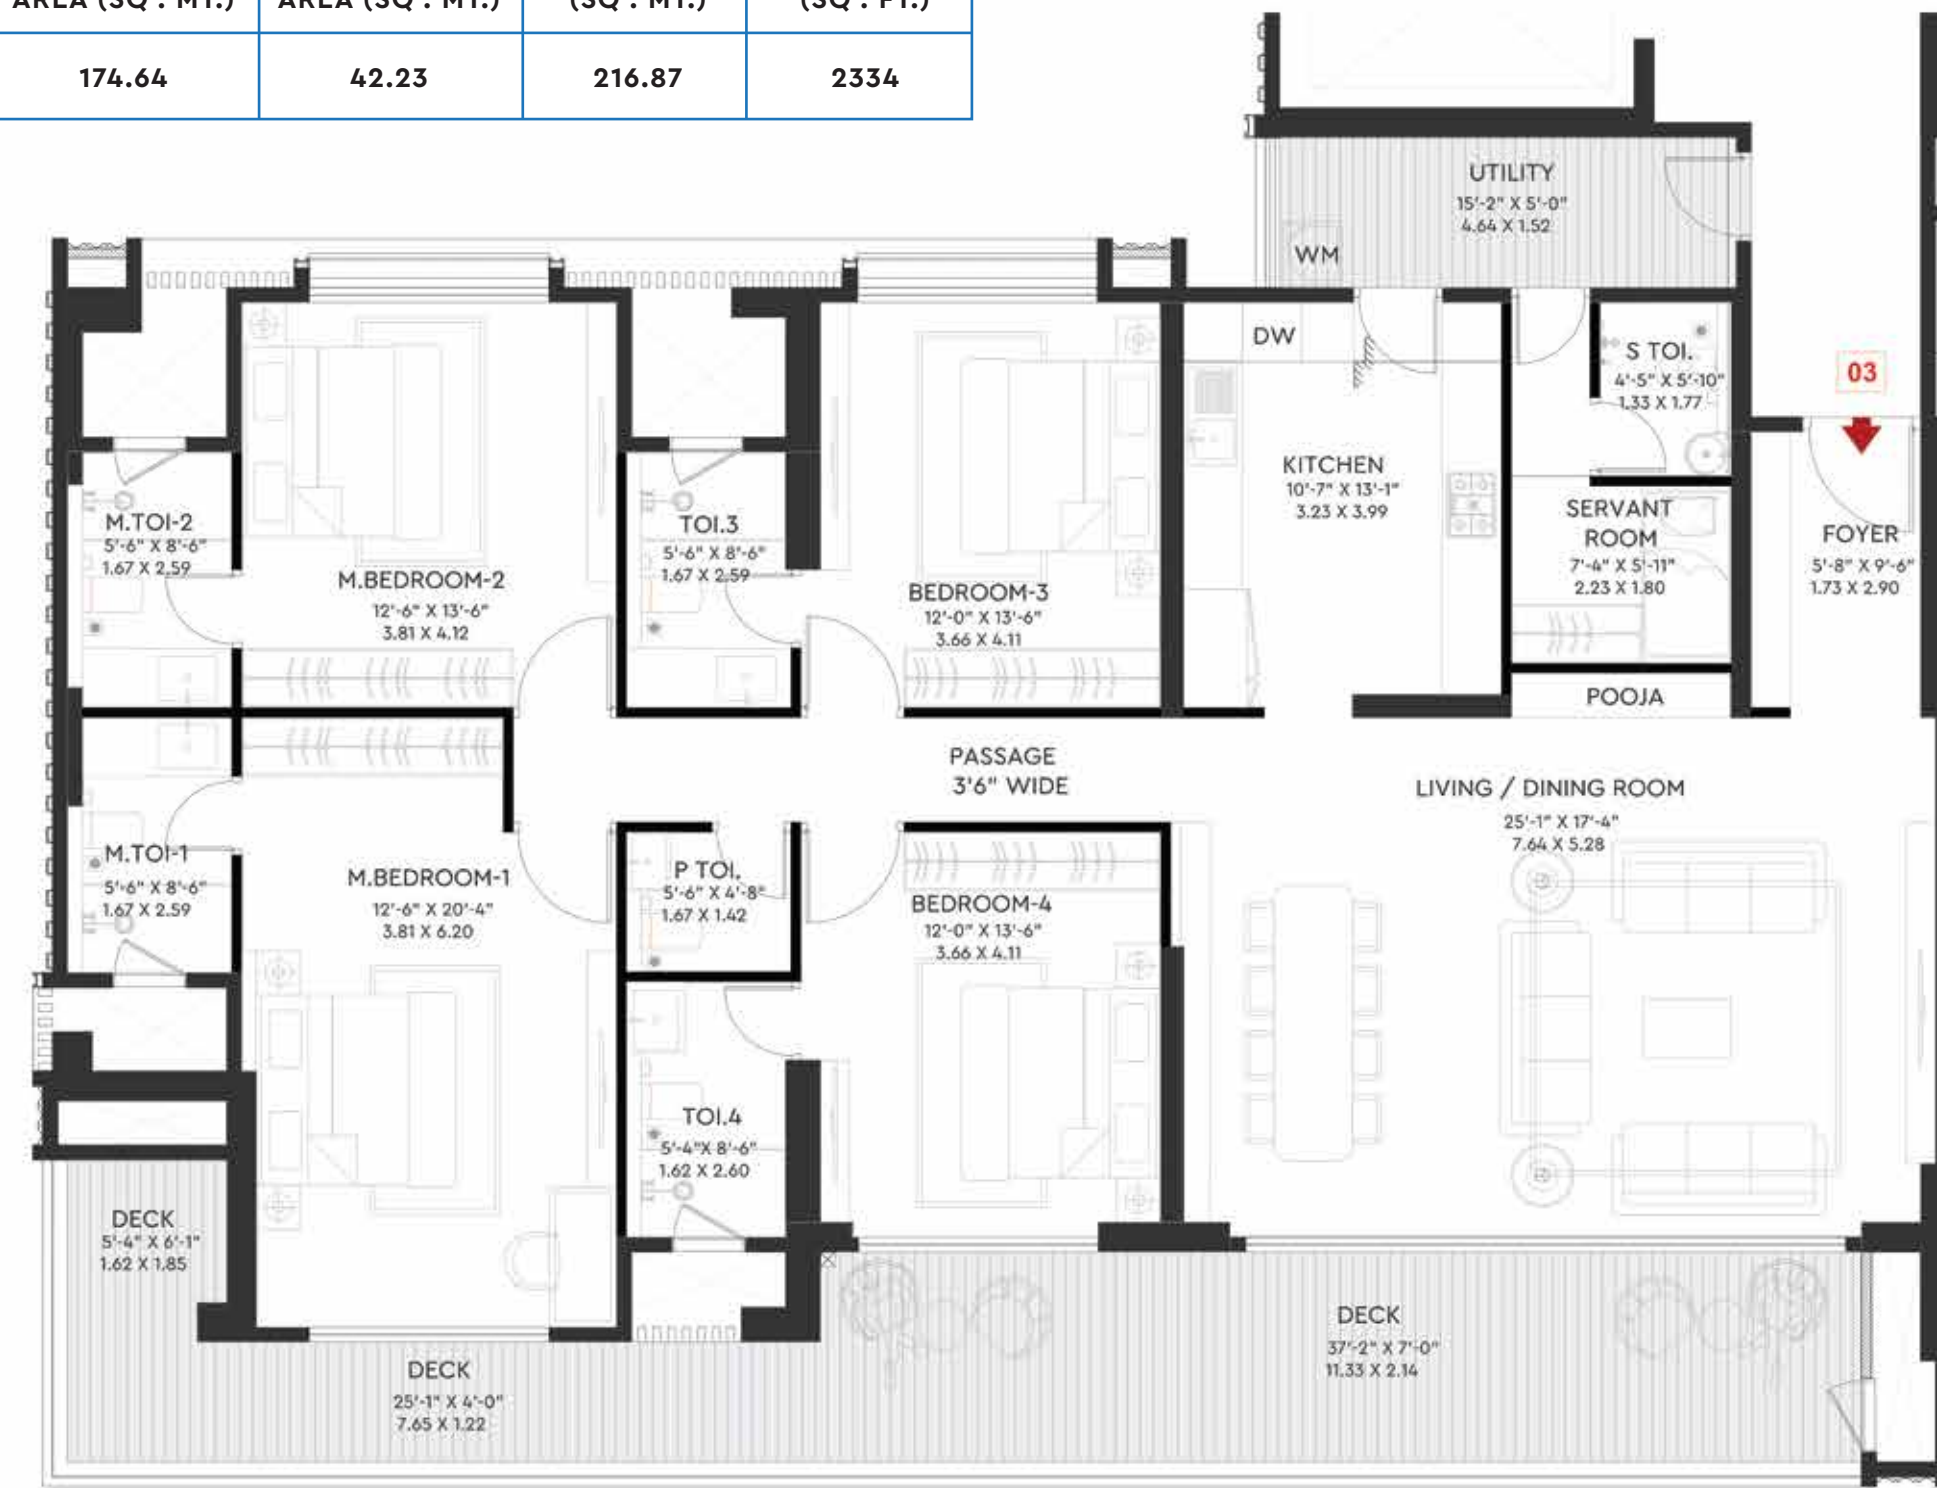 AREA (SQ . MT.) AREA (SQ . MT.) (SQ . MT.) (SQ . FT.)
174.64 42.23 216.87 2334
UTILITY
15'-2" X 5'-0"
4.64 X 1.52
WM
DW
S TOI.
4'-5" X 5'-10"
1.33 X 1.77
03
KITCHEN
10'-7" X 13'-1"
3.23 X 3.99
SERVANT
ROOM
7'-4" X 5'-11"
2.23 X 1.80
FOYER
5'-8" X 9'-6"
1.73 X 2.90
M.TOI-2
5'-6" X 8'-6"
1.67 X 2.59
M.BEDROOM-2
12'-6" X 13'-6"
3.81 X 4.12
TOI.3
5'-6" X 8'-6"
1.67 X 2.59
BEDROOM-3
12'-0" X 13'-6"
3.66 X 4.11
POOJA
PASSAGE
3'6" WIDE
LIVING / DINING ROOM
25'-1" X 17'-4"
7.64 X 5.28
M.TOI-1
5'-6" X 8'-6"
1.67 X 2.59
M.BEDROOM-1
12'-6" X 20'-4"
3.81 X 6.20
P TOI.
5'-6" X 4'-8"
1.67 X 1.42
BEDROOM-4
12'-0" X 13'-6"
3.66 X 4.11
TOI.4
5'-4"X 8'-6"
1.62 X 2.60
DECK
5'-4" X 6'-1"
1.62 X 1.85
DECK
25'-1" X 4'-0"
7.65 X 1.22
DECK
37'-2" X 7'-0"
11.33 X 2.14